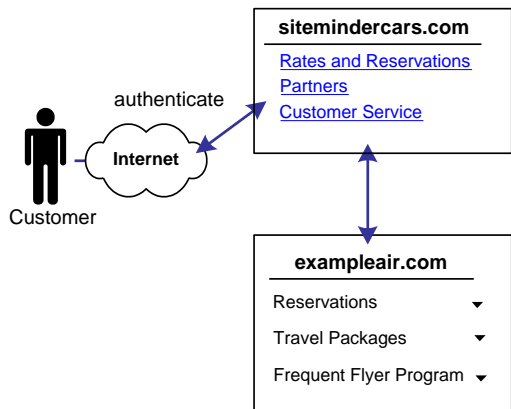 sitemindercars.com
Rates and Reservations
Partners
Customer Service
authenticate
Internet
Customer
exampleair.com
Reservations
Travel Packages
Frequent Flyer Program